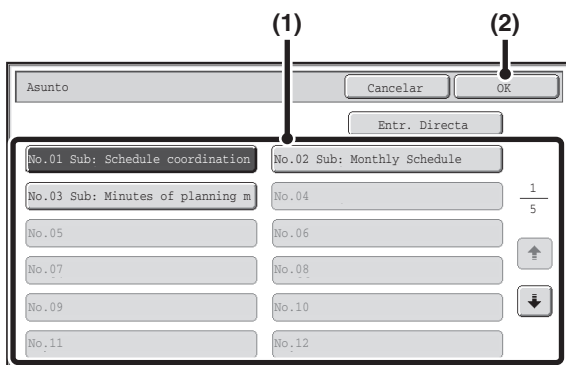 (1) (2)
Asunto Cancelar OK
Entr. Directa
No.01 Sub: Schedule coordination No.02 Sub: Monthly Schedule
No.03 Sub: Minutes of planning m No.04 1
5
No.05 No.06
No.07 No.08
No.09 No.10
No.11 No.12